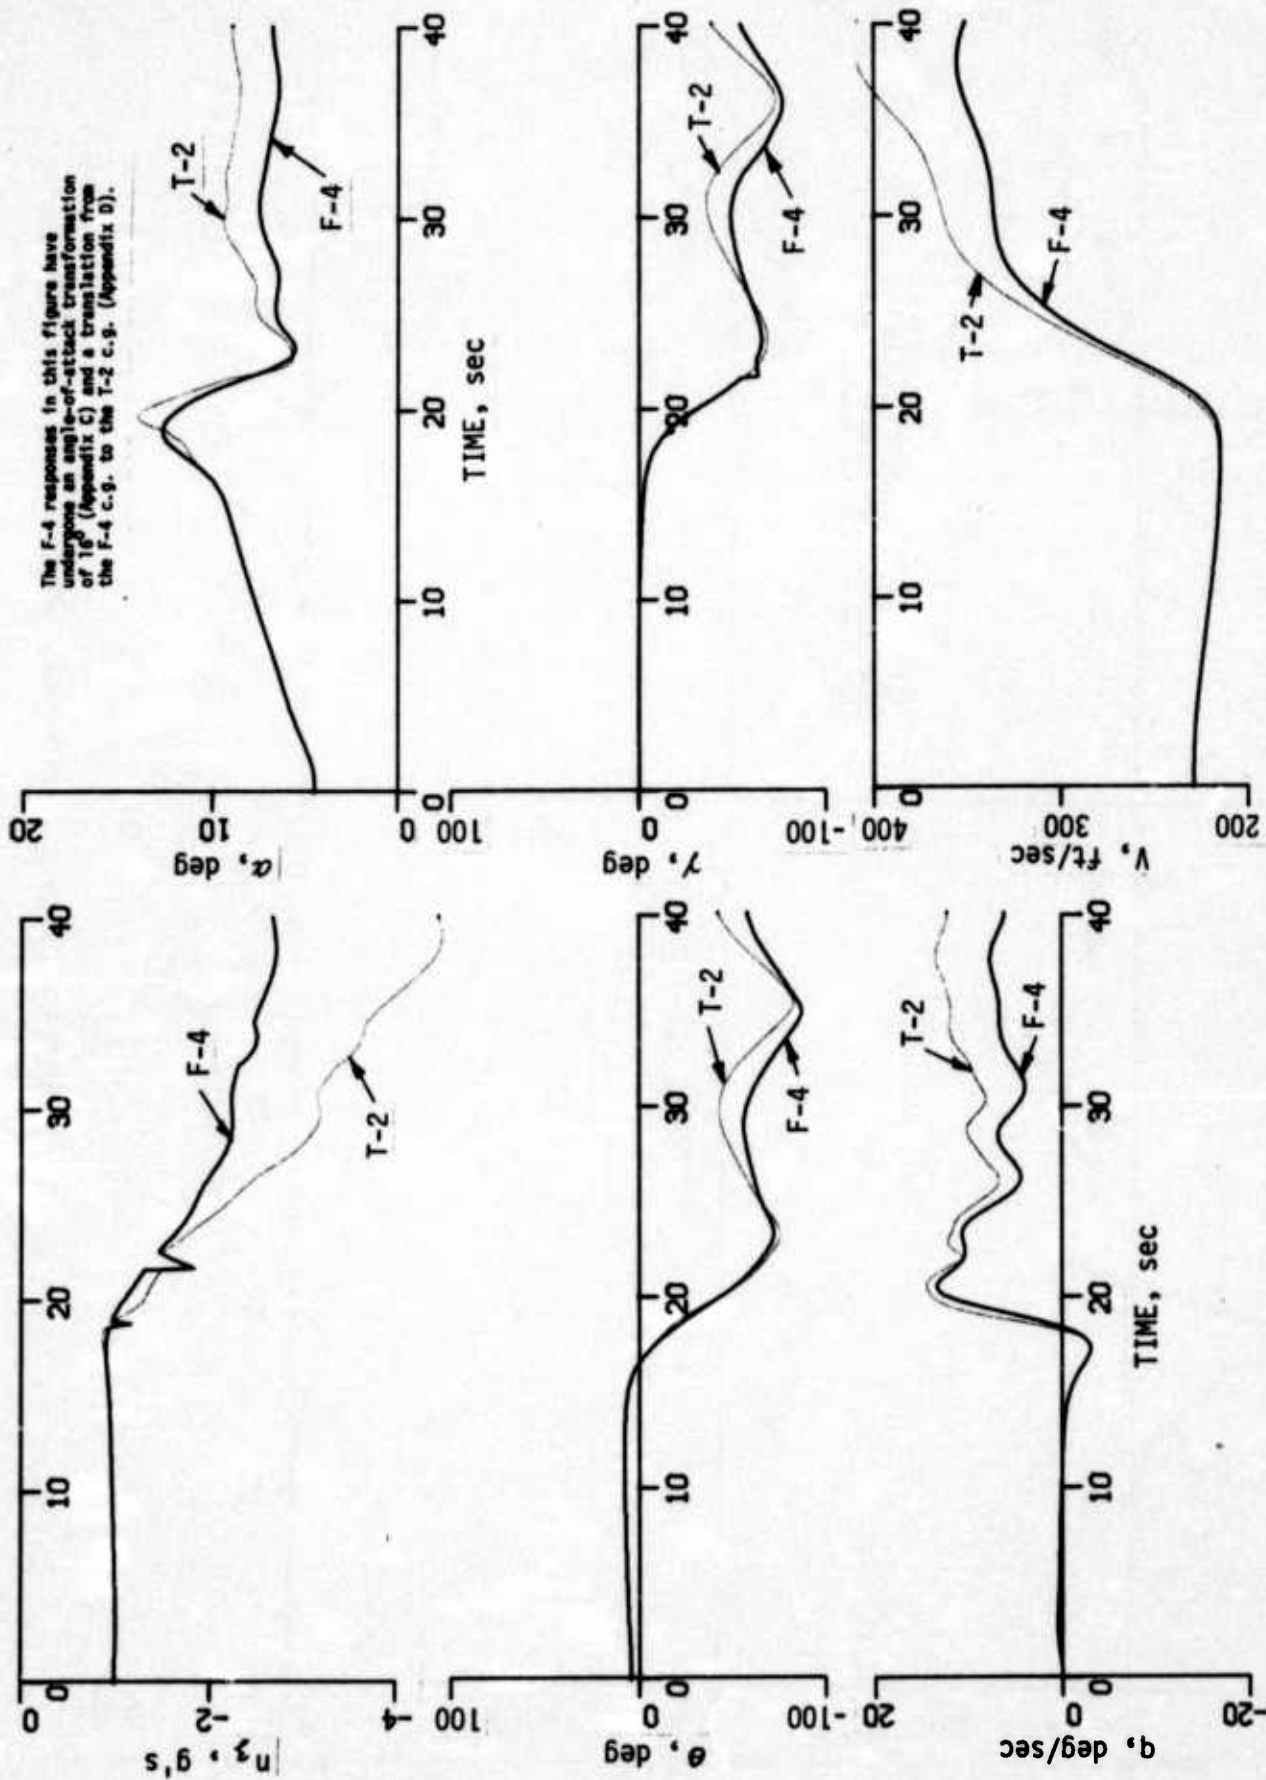 The F-4 responses in this figure have
undergone an angle-of-attack transformation
of 16° (Appendix C) and a translation from
the F-4 c.g. to the T-2 c.g. (Appendix D).
0
-2
-4
n_z, g's
0
10
20
30
40
F-4
T-2
100
0
-100
θ, deg
0
10
20
30
40
T-2
F-4
20
0
-20
q, deg/sec
0
10
20
30
40
T-2
F-4
TIME, sec
20
10
0
α, deg
0
10
20
30
40
T-2
F-4
TIME, sec
100
0
-100
γ, deg
0
10
20
30
40
T-2
F-4
400
300
200
V, ft/sec
0
10
20
30
40
T-2
F-4